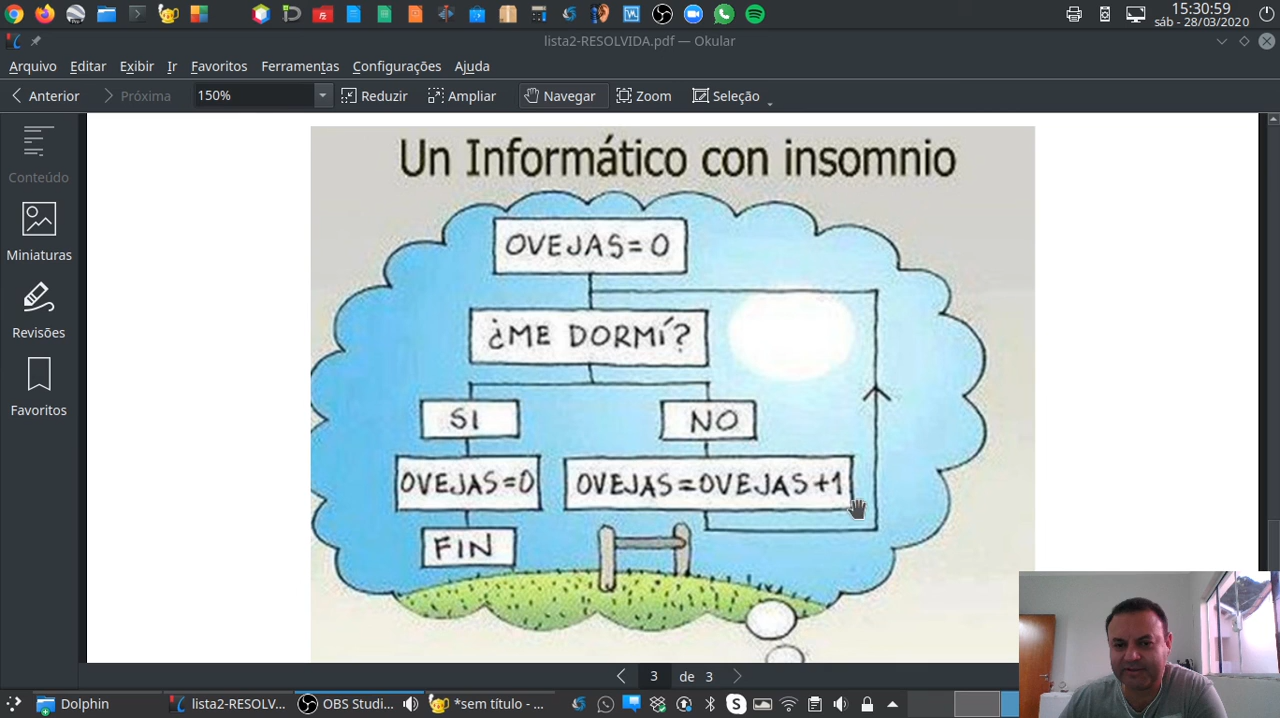 15:30:59
sáb - 28/03/2020
lista2-RESOLVIDA.pdf — Okular
Arquivo Editar Exibir Ir Favoritos Ferramentas Configurações Ajuda
Anterior Próxima 150% Reduzir Ampliar Navegar Zoom Seleção
Conteúdo
Miniaturas
Revisões
Favoritos
Un Informático con insomnio
OVEJAS=0
¿ME DORMÍ?
SI NO
OVEJAS=0 OVEJAS=OVEJAS+1
FIN
3 de 3
Dolphin lista2-RESOLV... OBS Studi... *sem título - ...